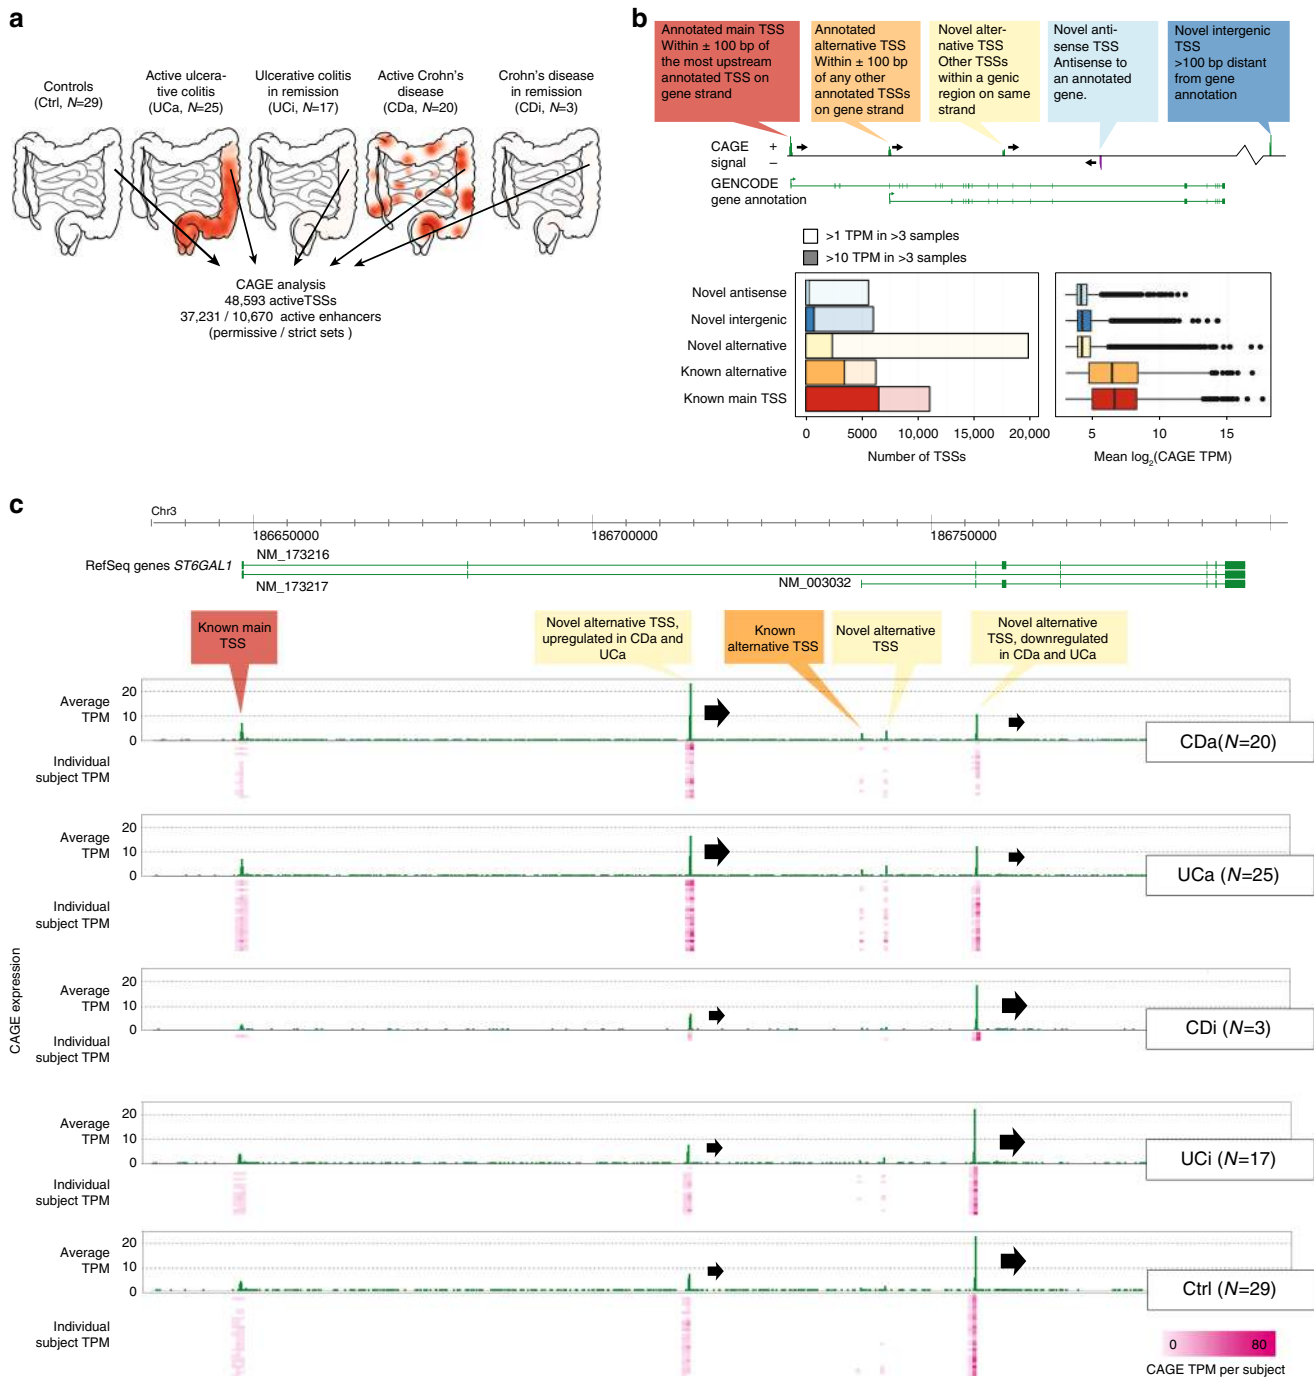 a
Controls
(Ctrl, N=29)
Active ulcera-
tive colitis
(UCa, N=25)
Ulcerative colitis
in remission
(UCi, N=17)
Active Crohn's
disease
(CDa, N=20)
Crohn's disease
in remission
(CDi, N=3)
CAGE analysis
48,593 activeTSSs
37,231 / 10,670 active enhancers
(permissive / strict sets )
b
Annotated main TSS
Within ± 100 bp of
the most upstream
annotated TSS on
gene strand
Annotated
alternative TSS
Within ± 100 bp
of any other
annotated TSSs
on gene strand
Novel alter-
native TSS
Other TSSs
within a genic
region on same
strand
Novel anti-
sense TSS
Antisense to
an annotated
gene.
Novel intergenic
TSS
>100 bp distant
from gene
annotation
CAGE +
signal −
GENCODE
gene annotation
>1 TPM in >3 samples
>10 TPM in >3 samples
Novel antisense
Novel intergenic
Novel alternative
Known alternative
Known main TSS
0 5000 10,000 15,000 20,000
Number of TSSs
5 10 15
Mean log2(CAGE TPM)
c
Chr3
186650000 186700000 186750000
NM_173216
RefSeq genes ST6GAL1
NM_173217
NM_003032
Known main
TSS
Novel alternative TSS,
upregulated in CDa and
UCa
Known
alternative TSS
Novel alternative
TSS
Novel alternative
TSS, downregulated
in CDa and UCa
CAGE expression
Average
TPM
20
10
0
Individual
subject TPM
CDa(N=20)
Average
TPM
20
10
0
Individual
subject TPM
UCa (N=25)
Average
TPM
20
10
0
Individual
subject TPM
CDi (N=3)
Average
TPM
20
10
0
Individual
subject TPM
UCi (N=17)
Average
TPM
20
10
0
Individual
subject TPM
Ctrl (N=29)
0 80
CAGE TPM per subject